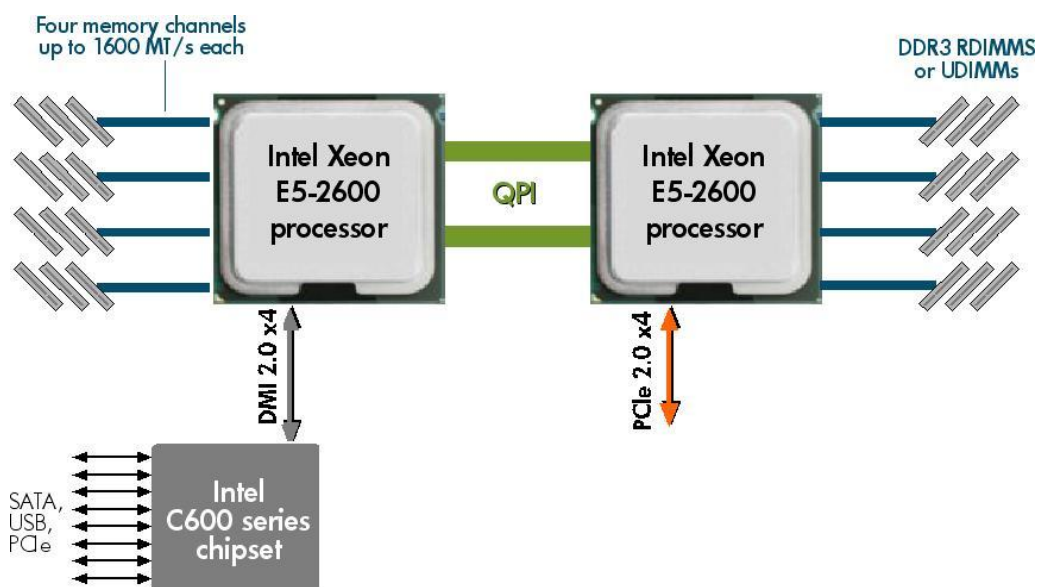 Four memory channels
up to 1600 MT/s each
DDR3 RDIMMS
or UDIMMs
Intel Xeon
E5-2600
processor
QPI
Intel Xeon
E5-2600
processor
DMI 2.0 x4
PCIe 2.0 x4
SATA,
USB,
PCIe
Intel
C600 series
chipset